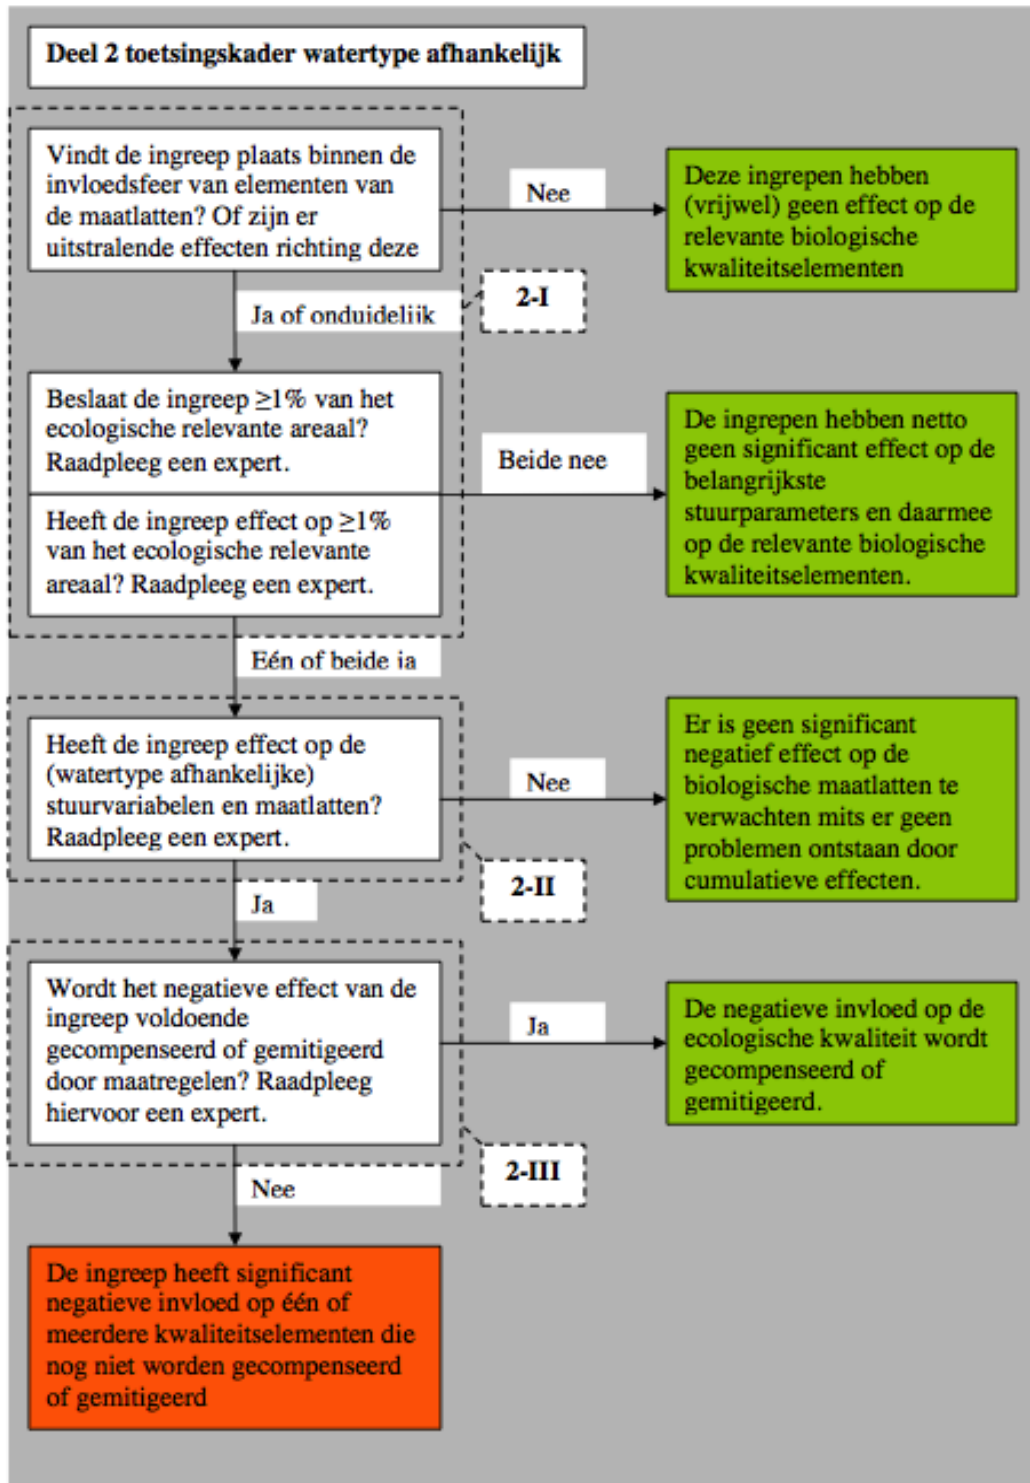 Deel 2 toetsingskader watertype afhankelijk
Vindt de ingreep plaats binnen de
invloedsfeer van elementen van
de maatlatten? Of zijn er
uitstralende effecten richting deze
Nee
Deze ingrepen hebben
(vrijwel) geen effect op de
relevante biologische
kwaliteitselementen
Ja of onduidelijk
2-I
Beslaat de ingreep ≥1% van het
ecologische relevante areaal?
Raadpleeg een expert.
Heeft de ingreep effect op ≥1%
van het ecologische relevante
areaal? Raadpleeg een expert.
Beide nee
De ingrepen hebben netto
geen significant effect op de
belangrijkste
stuurparameters en daarmee
op de relevante biologische
kwaliteitselementen.
Eén of beide ja
Heeft de ingreep effect op de
(watertype afhankelijke)
stuurvariabelen en maatlatten?
Raadpleeg een expert.
Nee
Er is geen significant
negatief effect op de
biologische maatlatten te
verwachten mits er geen
problemen ontstaan door
cumulatieve effecten.
2-II
Ja
Wordt het negatieve effect van de
ingreep voldoende
gecompenseerd of gemitigeerd
door maatregelen? Raadpleeg
hiervoor een expert.
Ja
De negatieve invloed op de
ecologische kwaliteit wordt
gecompenseerd of
gemitigeerd.
2-III
Nee
De ingreep heeft significant
negatieve invloed op één of
meerdere kwaliteitselementen die
nog niet worden gecompenseerd
of gemitigeerd